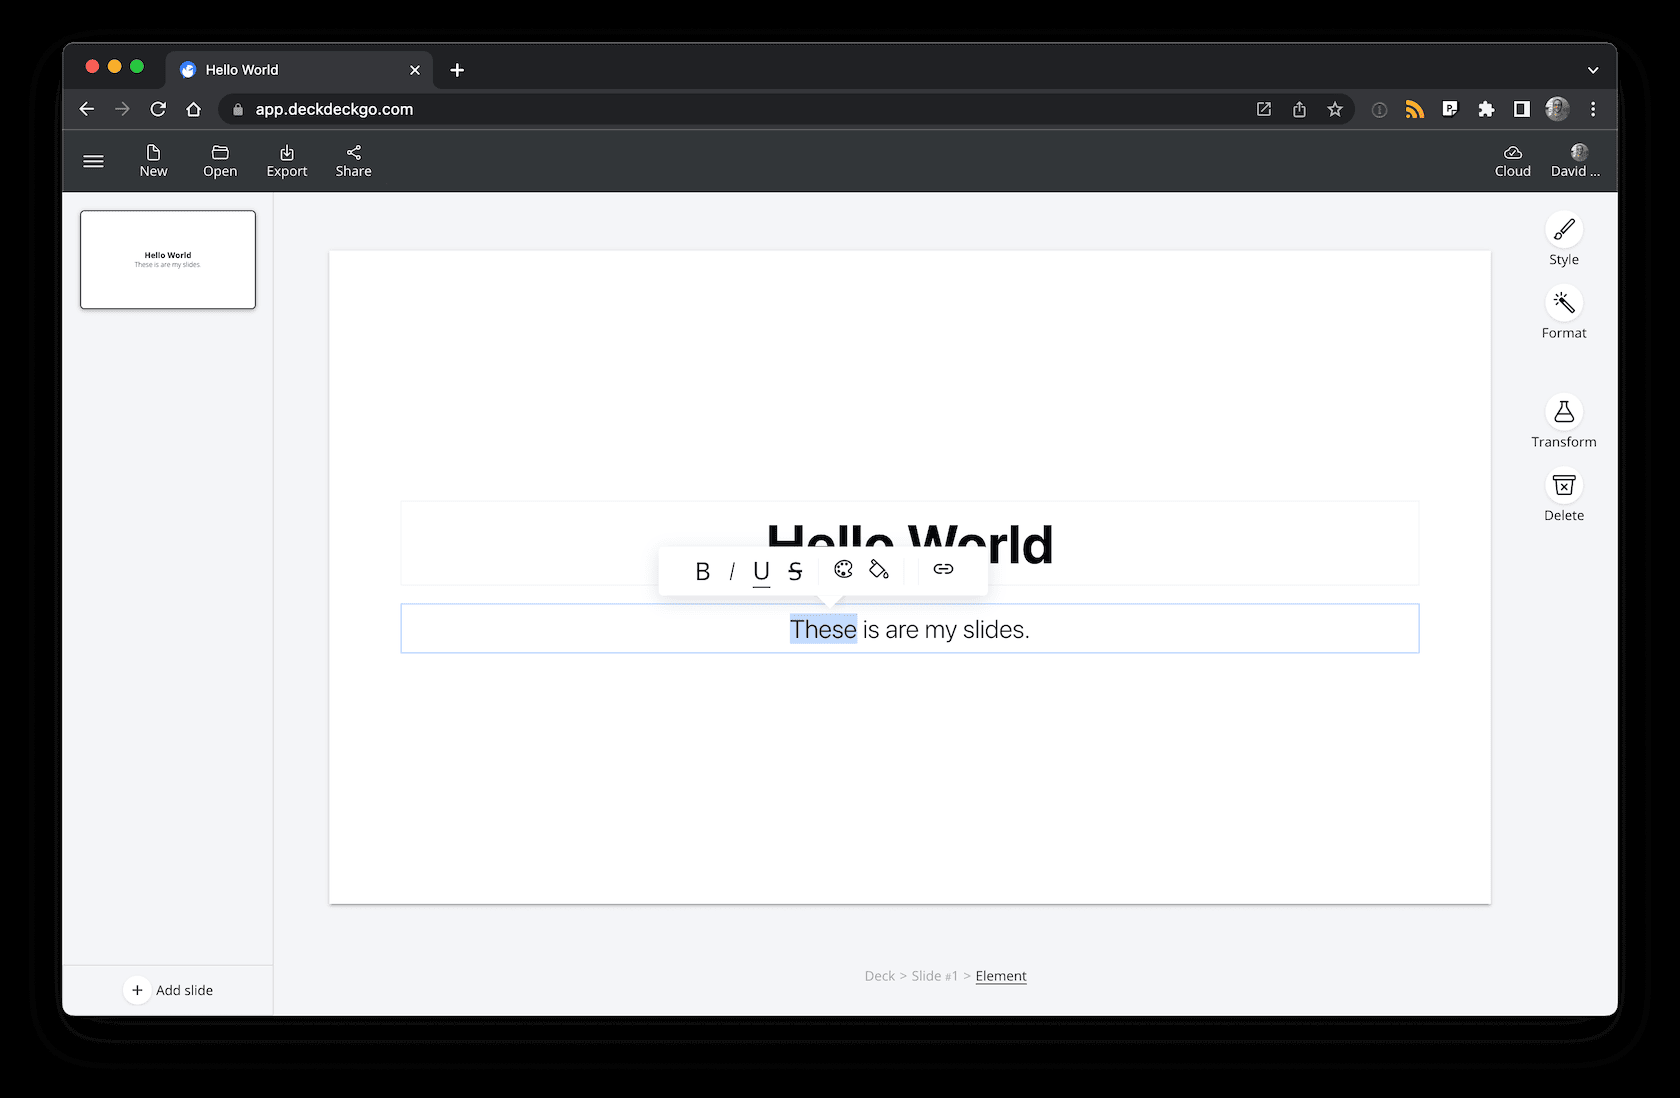 Hello World
app.deckdeckgo.com
New Open Export Share
Cloud David ...
Hello World
These is are my slides.
Style
Format
Transform
Delete
Hello World
B I U S
These is are my slides.
Deck > Slide #1 > Element
+ Add slide